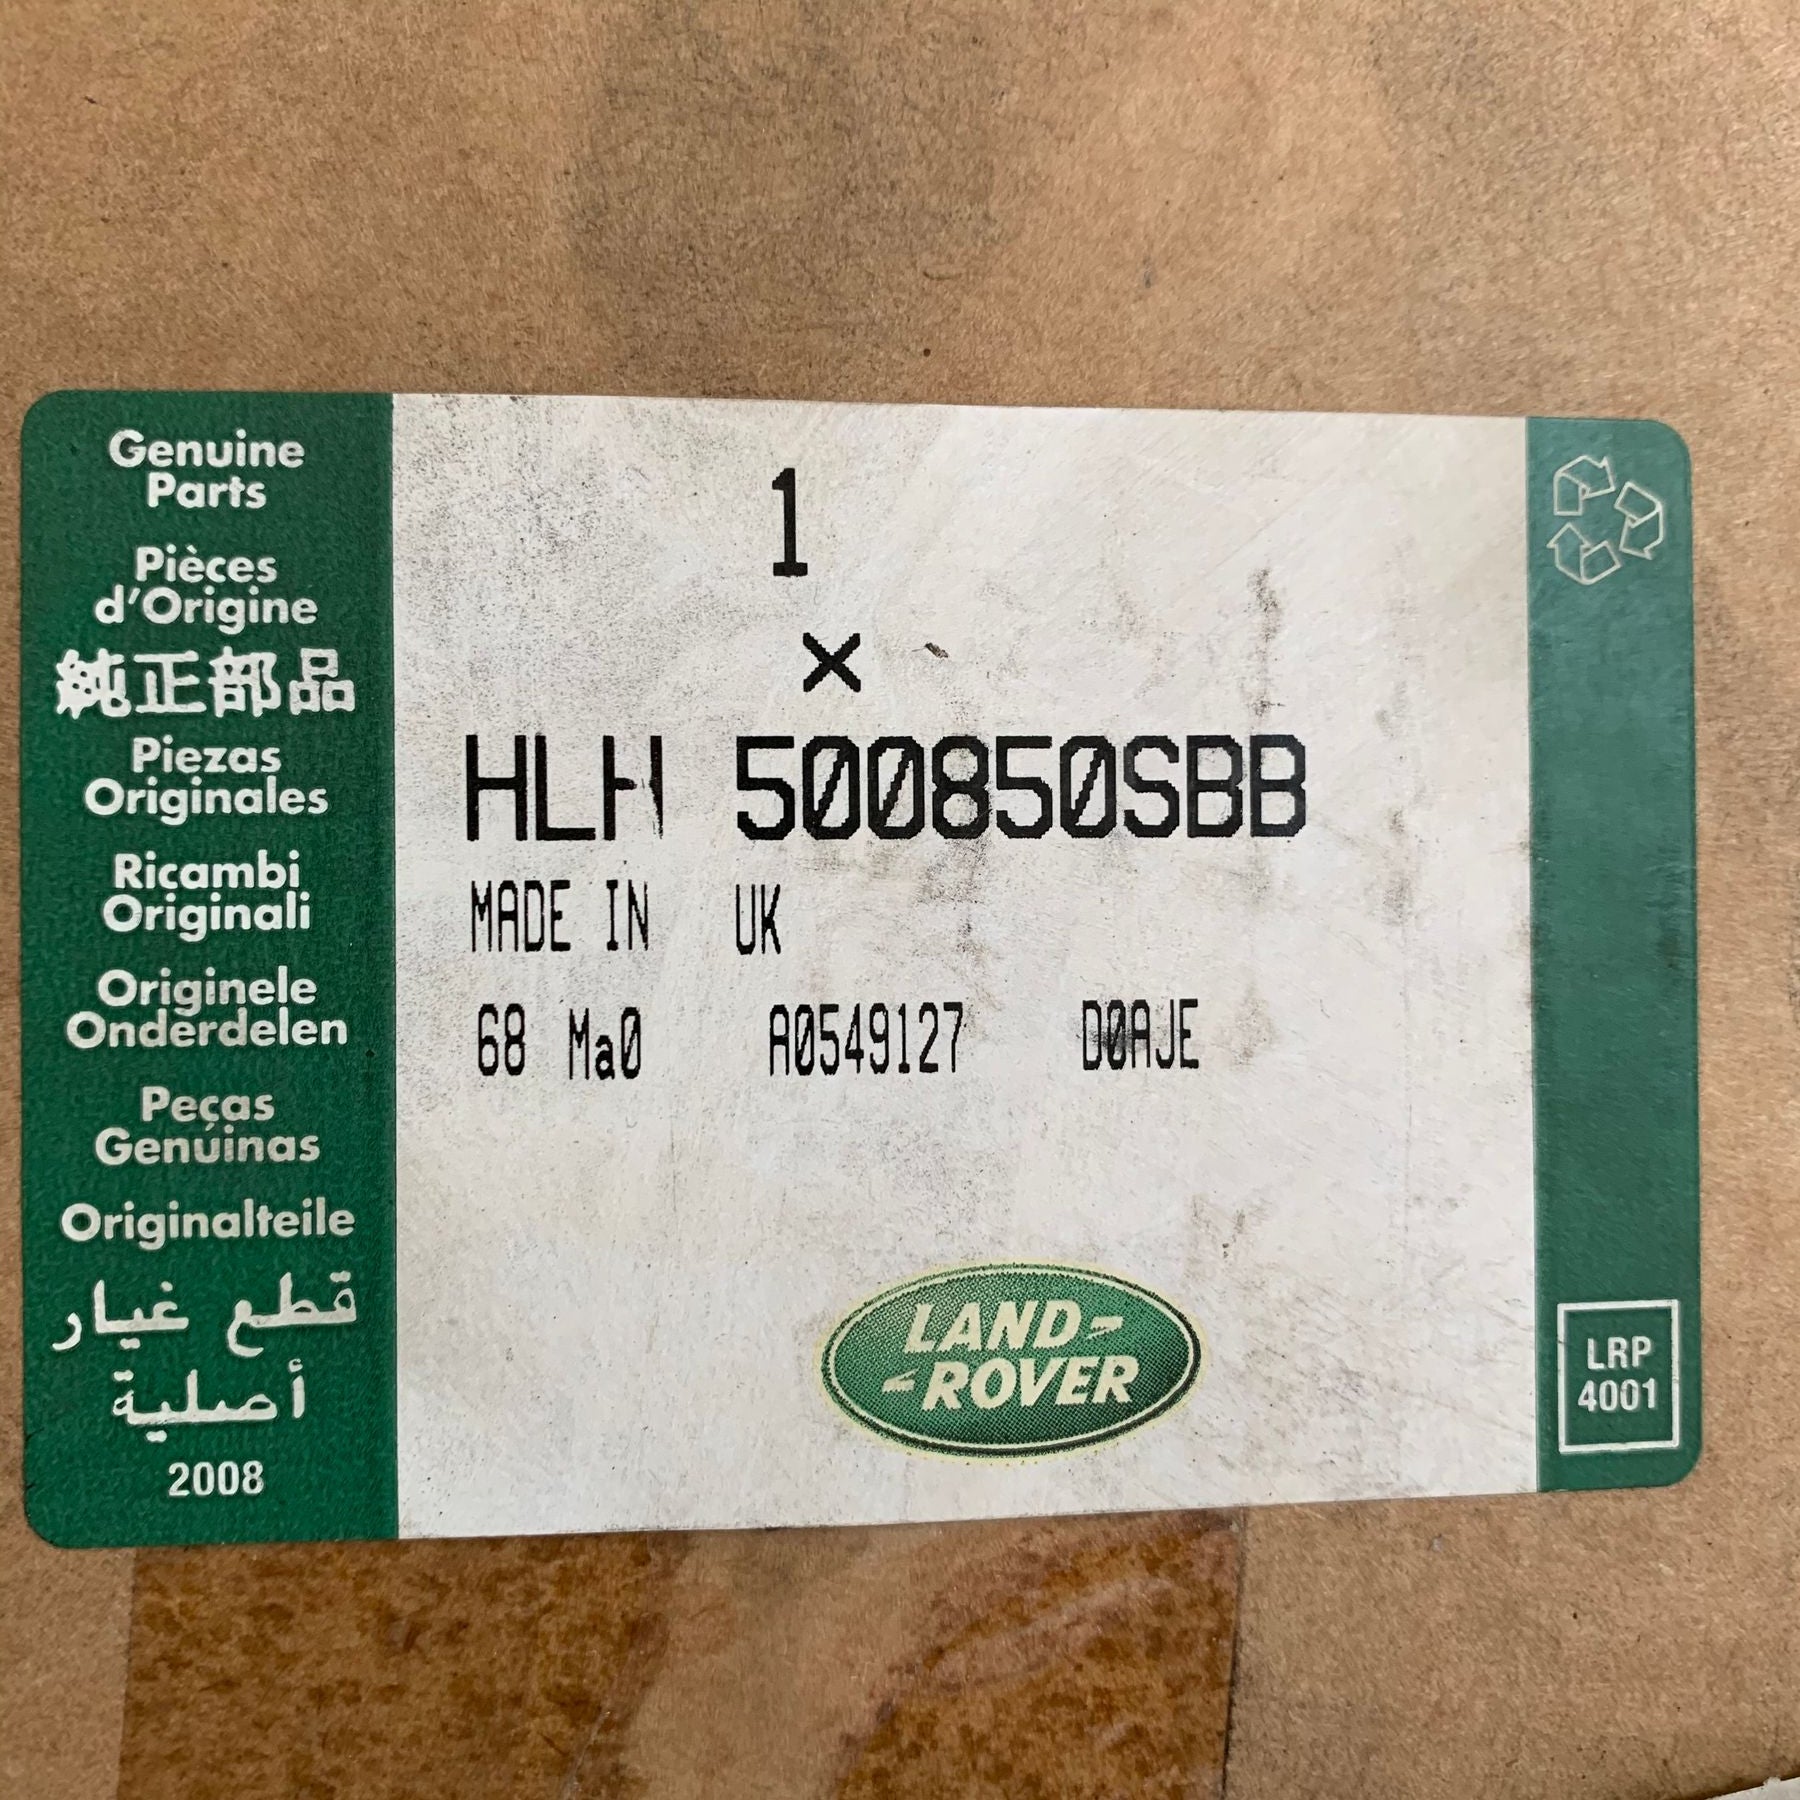 Genuine
Parts
Pièces
d'Origine
純正部品
Piezas
Originales
Ricambi
Originali
Originele
Onderdelen
Peças
Genúinas
Originalteile
قطع غيار
أصلية
2008
1
×
HLH 500850SBB
MADE IN UK
68 Ma0 A0549127 D0AJE
LAND-
-ROVER
LRP
4001